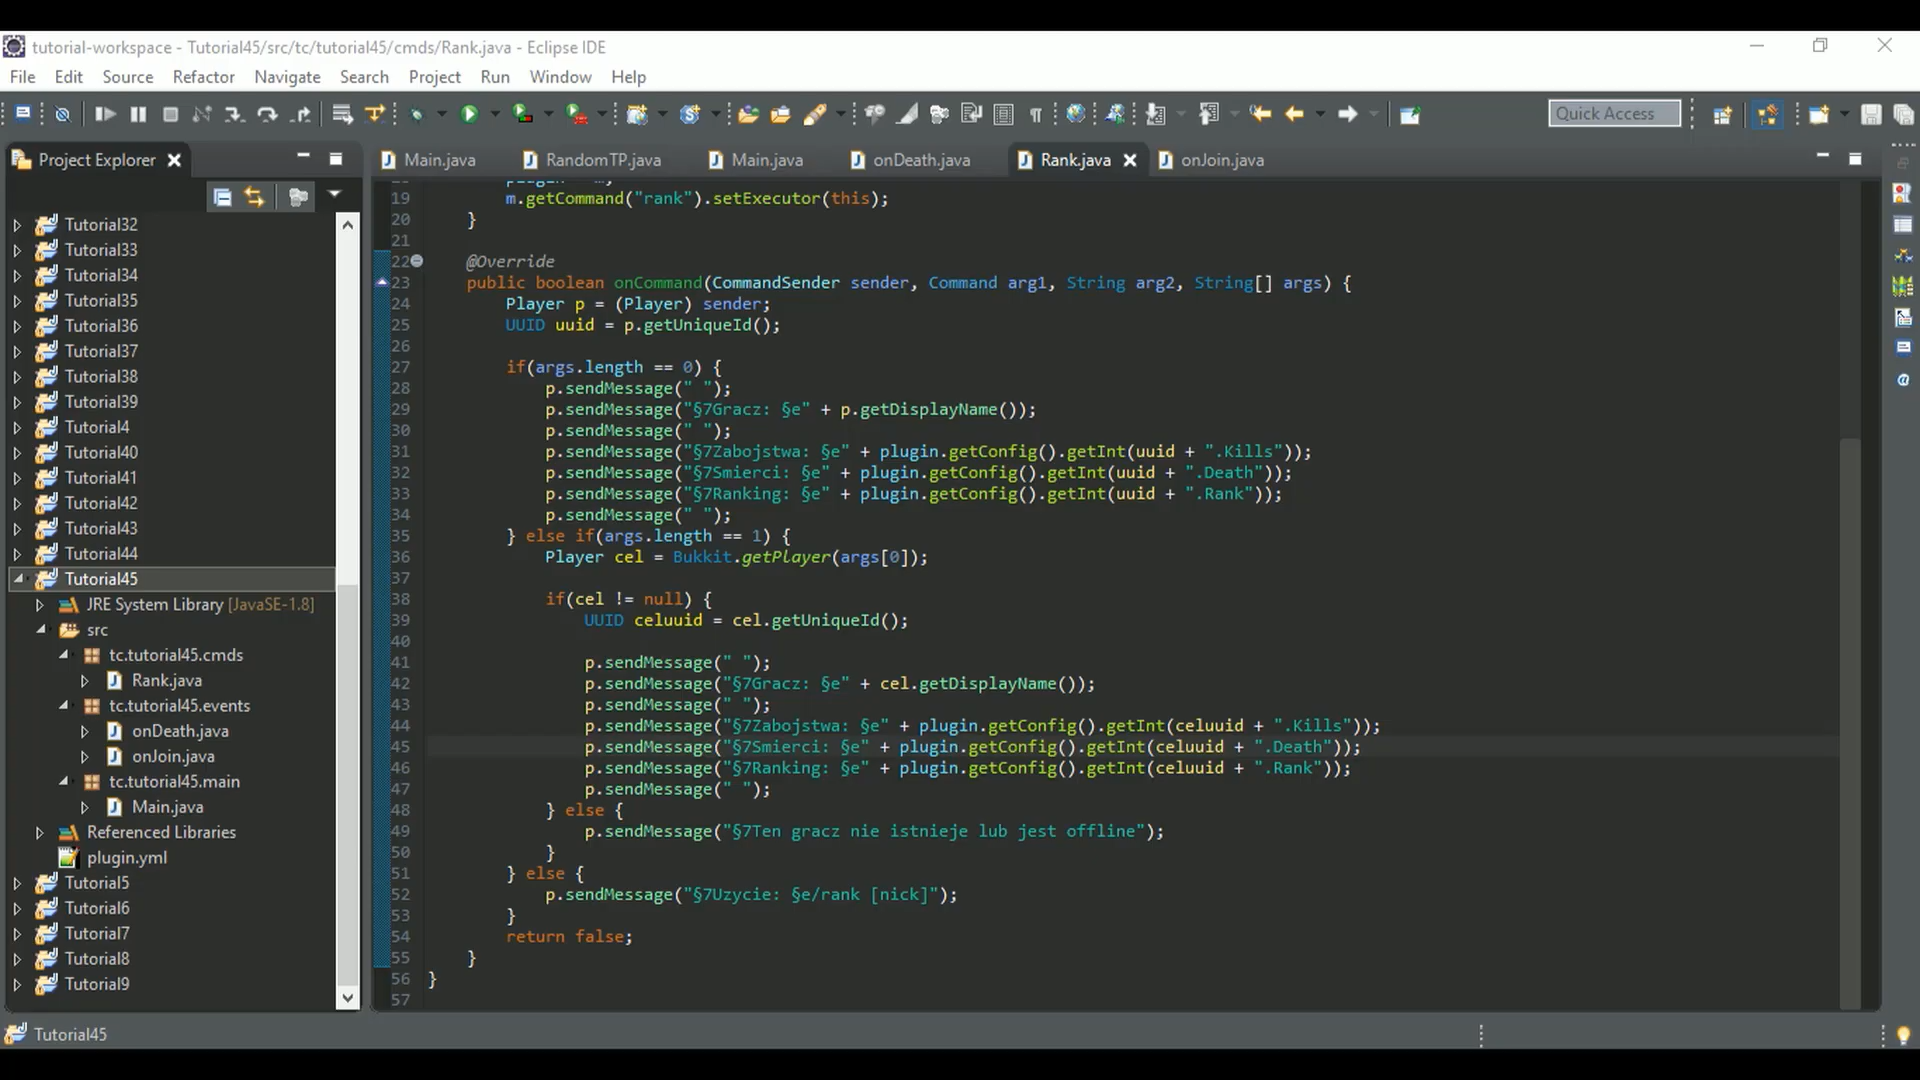 tutorial-workspace - Tutorial45/src/tc/tutorial45/cmds/Rank.java - Eclipse IDE
File Edit Source Refactor Navigate Search Project Run Window Help
Quick Access
Project Explorer
Main.java RandomTP.java Main.java onDeath.java Rank.java onJoin.java
Tutorial32
Tutorial33
Tutorial34
Tutorial35
Tutorial36
Tutorial37
Tutorial38
Tutorial39
Tutorial4
Tutorial40
Tutorial41
Tutorial42
Tutorial43
Tutorial44
Tutorial45
JRE System Library [JavaSE-1.8]
src
tc.tutorial45.cmds
Rank.java
tc.tutorial45.events
onDeath.java
onJoin.java
tc.tutorial45.main
Main.java
Referenced Libraries
plugin.yml
Tutorial5
Tutorial6
Tutorial7
Tutorial8
Tutorial9
19 m.getCommand("rank").setExecutor(this);
20 }
21
22 @Override
23 public boolean onCommand(CommandSender sender, Command arg1, String arg2, String[] args) {
24 Player p = (Player) sender;
25 UUID uuid = p.getUniqueId();
26
27 if(args.length == 0) {
28 p.sendMessage(" ");
29 p.sendMessage("§7Gracz: §e" + p.getDisplayName());
30 p.sendMessage(" ");
31 p.sendMessage("§7Zabojstwa: §e" + plugin.getConfig().getInt(uuid + ".Kills"));
32 p.sendMessage("§7Smierci: §e" + plugin.getConfig().getInt(uuid + ".Death"));
33 p.sendMessage("§7Ranking: §e" + plugin.getConfig().getInt(uuid + ".Rank"));
34 p.sendMessage(" ");
35 } else if(args.length == 1) {
36 Player cel = Bukkit.getPlayer(args[0]);
37
38 if(cel != null) {
39 UUID celuuid = cel.getUniqueId();
40
41 p.sendMessage(" ");
42 p.sendMessage("§7Gracz: §e" + cel.getDisplayName());
43 p.sendMessage(" ");
44 p.sendMessage("§7Zabojstwa: §e" + plugin.getConfig().getInt(celuuid + ".Kills"));
45 p.sendMessage("§7Smierci: §e" + plugin.getConfig().getInt(celuuid + ".Death"));
46 p.sendMessage("§7Ranking: §e" + plugin.getConfig().getInt(celuuid + ".Rank"));
47 p.sendMessage(" ");
48 } else {
49 p.sendMessage("§7Ten gracz nie istnieje lub jest offline");
50 }
51 } else {
52 p.sendMessage("§7Uzycie: §e/rank [nick]");
53 }
54 return false;
55 }
56 }
57
Tutorial45